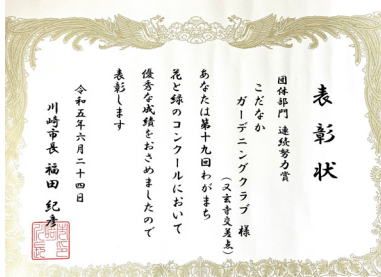 表彰状
団体部門 連続努力賞
こだなか
ガーデニングクラブ 様
(又玄寺交差点)
あなたは第十九回わがまち
花と緑のコンクールにおいて
優秀な成績をおさめましたので
表彰します
令和五年六月二十四日
川崎市長 福田 紀彦